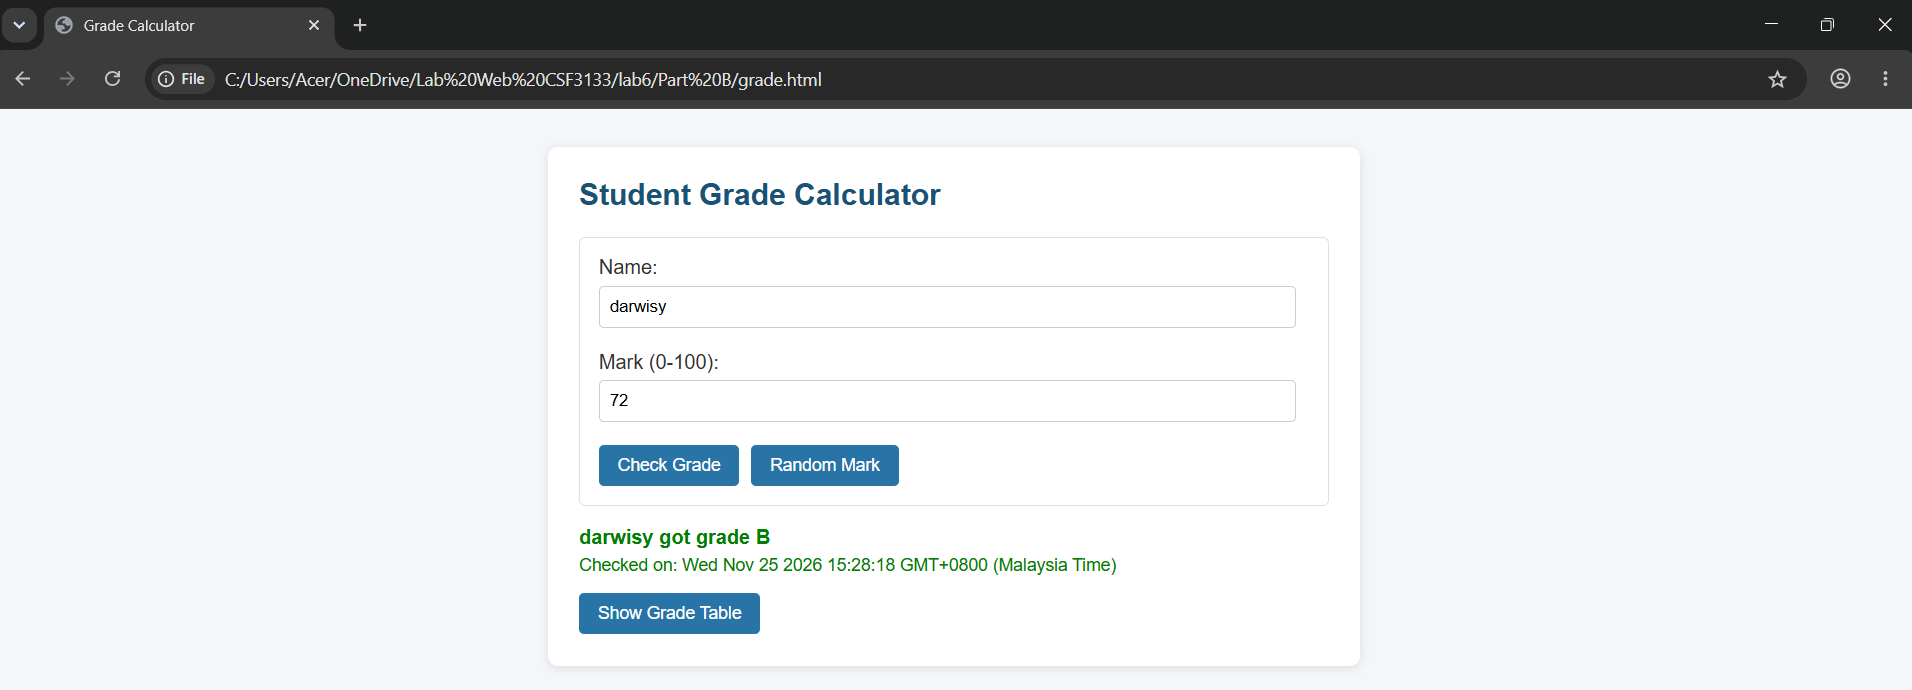 Grade Calculator
File C:/Users/Acer/OneDrive/Lab%20Web%20CSF3133/lab6/Part%20B/grade.html
Student Grade Calculator
Name:
darwisy
Mark (0-100):
72
Check Grade Random Mark
darwisy got grade B
Checked on: Wed Nov 25 2026 15:28:18 GMT+0800 (Malaysia Time)
Show Grade Table